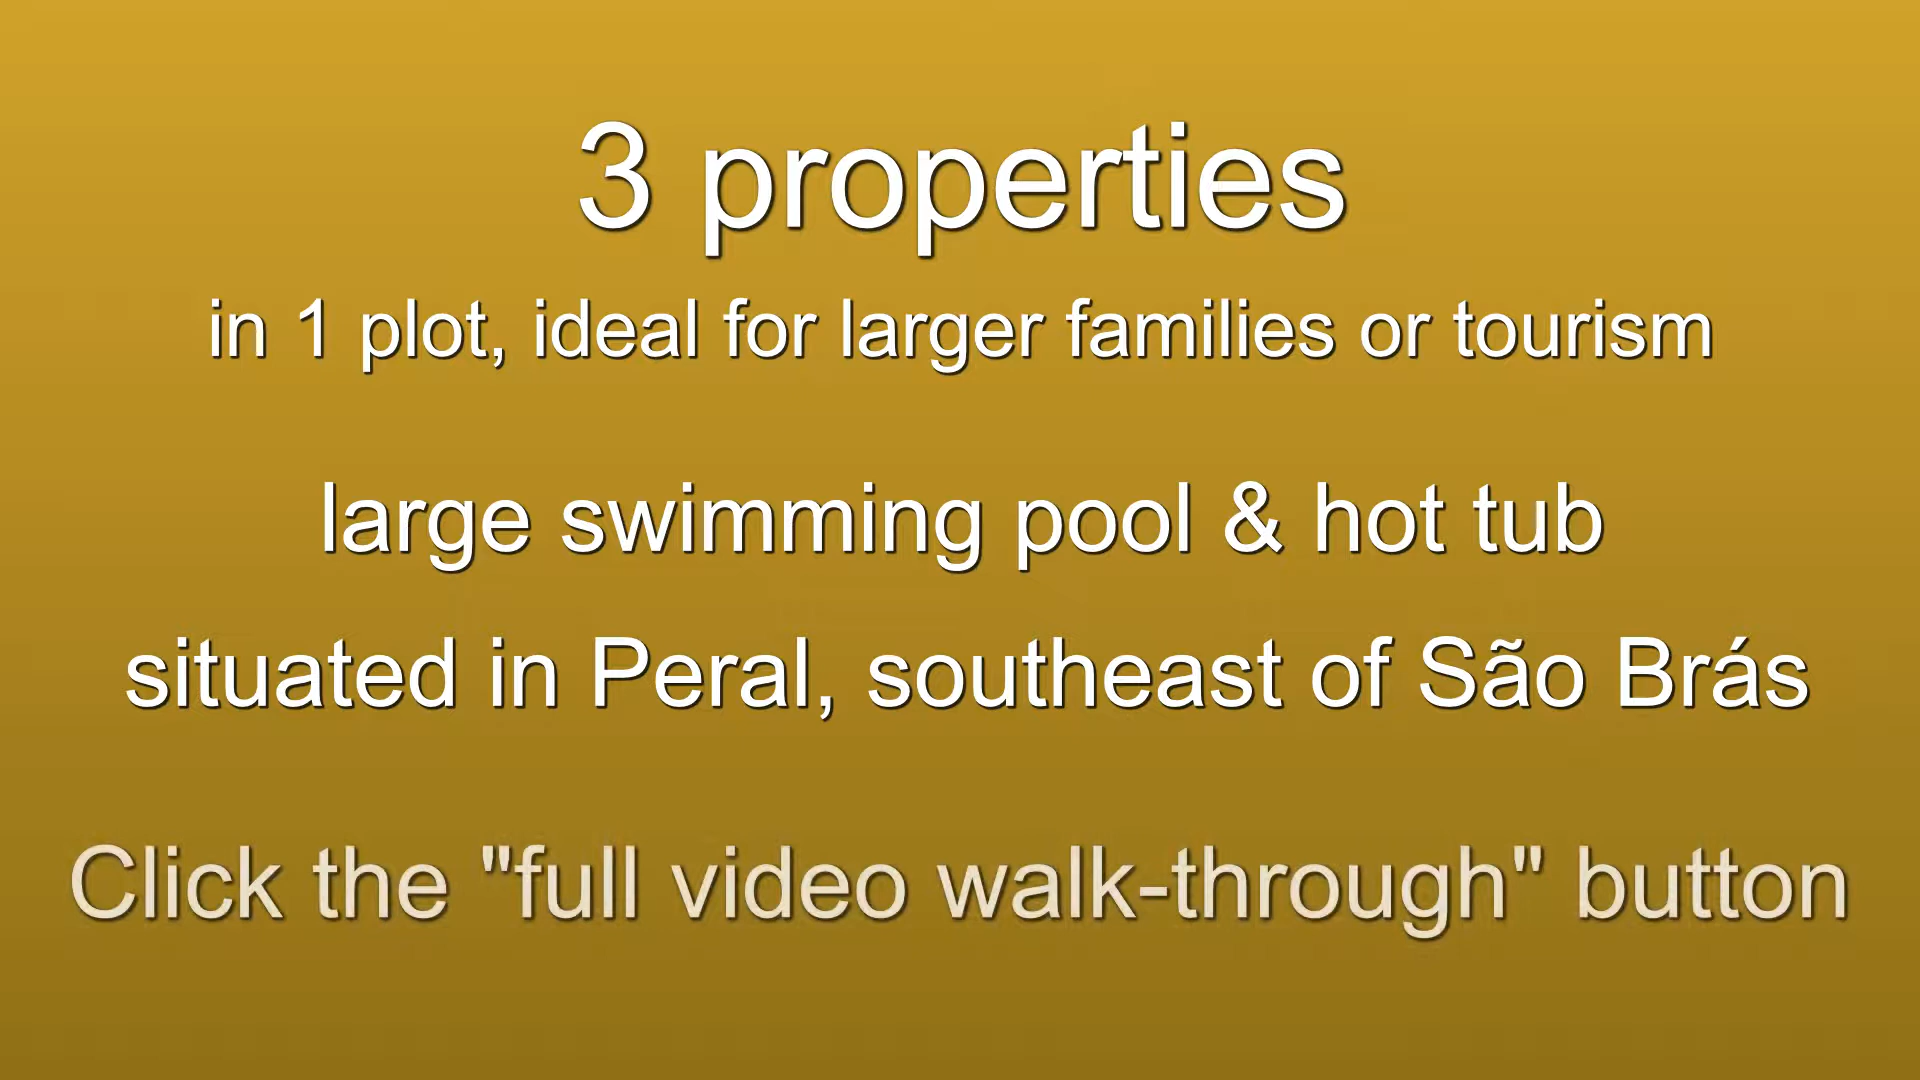 3 properties
in 1 plot, ideal for larger families or tourism
large swimming pool & hot tub
situated in Peral, southeast of São Brás
Click the "full video walk-through" button